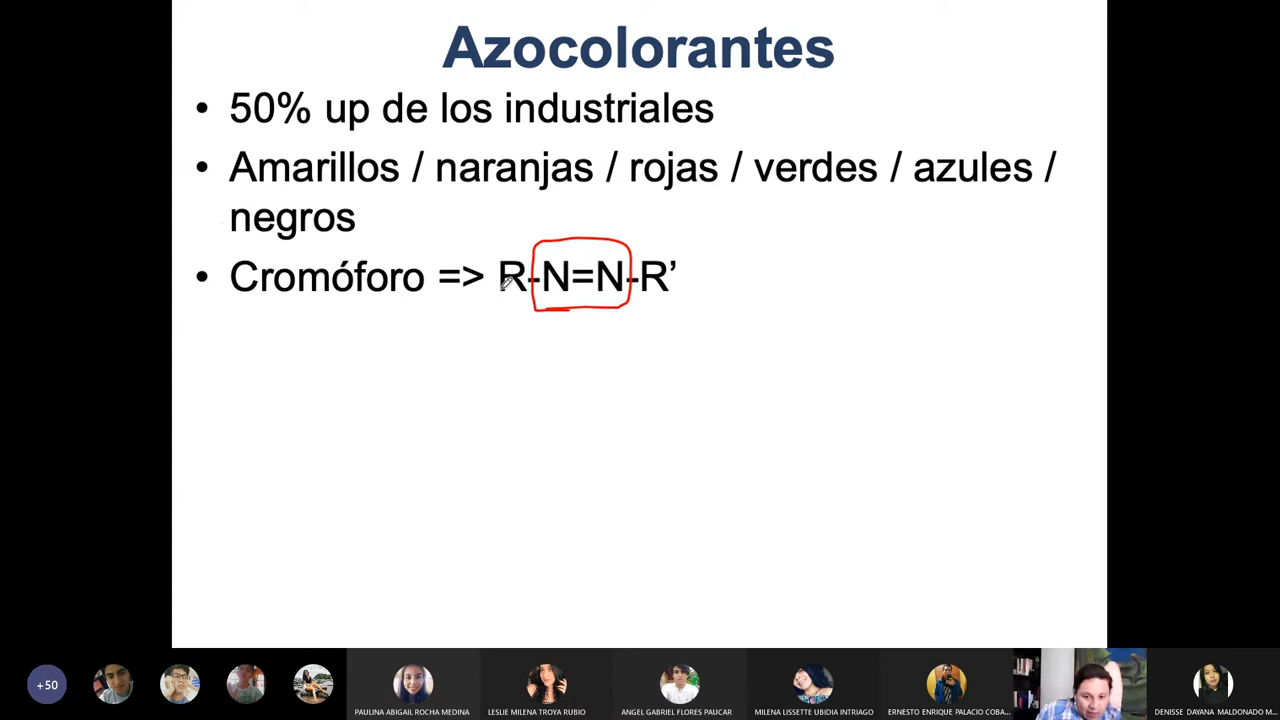 Azocolorantes
• 50% up de los industriales
• Amarillos / naranjas / rojas / verdes / azules /
negros
• Cromóforo => R-N=N-R’
+50
PAULINA ABIGAIL ROCHA MEDINA
LESLIE MILENA TROYA RUBIO
ANGEL GABRIEL FLORES PAUCAR
MILENA LISSETTE UBIDIA INTRIAGO
ERNESTO ENRIQUE PALACIO COBA...
DENISSE DAYANA MALDONADO M...